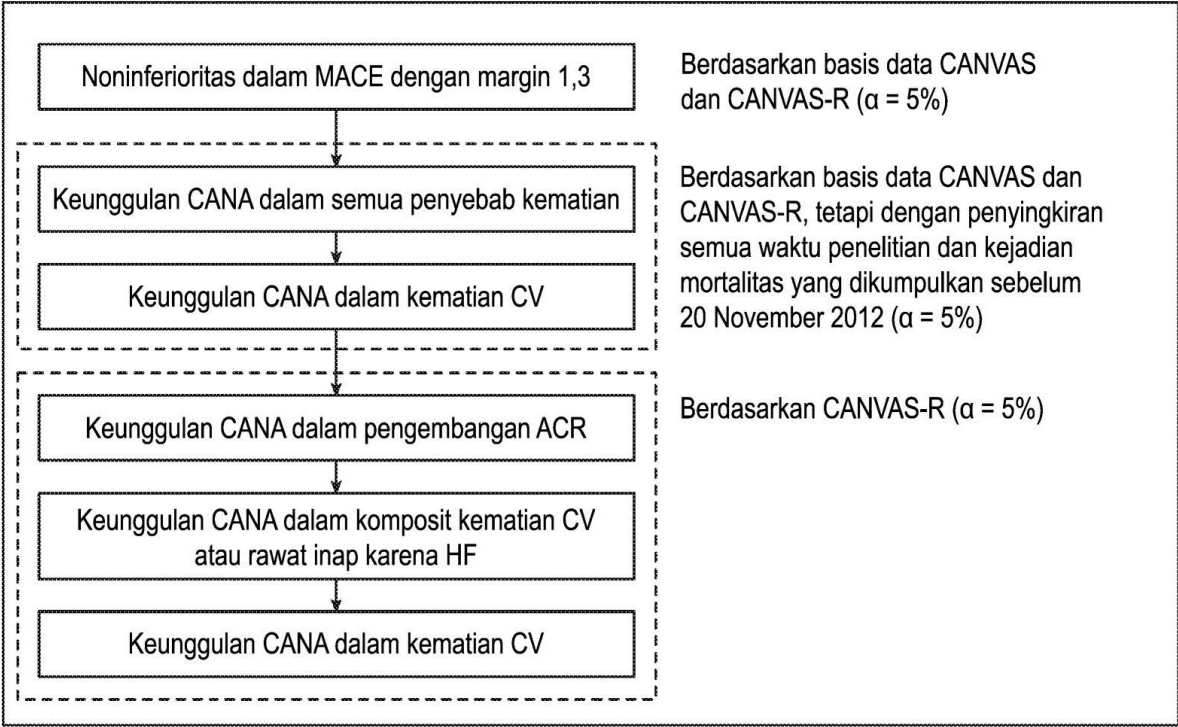 Noninferioritas dalam MACE dengan margin 1,3
Berdasarkan basis data CANVAS
dan CANVAS-R (α = 5%)
Keunggulan CANA dalam semua penyebab kematian
Keunggulan CANA dalam kematian CV
Berdasarkan basis data CANVAS dan
CANVAS-R, tetapi dengan penyingkiran
semua waktu penelitian dan kejadian
mortalitas yang dikumpulkan sebelum
20 November 2012 (α = 5%)
Keunggulan CANA dalam pengembangan ACR
Keunggulan CANA dalam komposit kematian CV
atau rawat inap karena HF
Keunggulan CANA dalam kematian CV
Berdasarkan CANVAS-R (α = 5%)